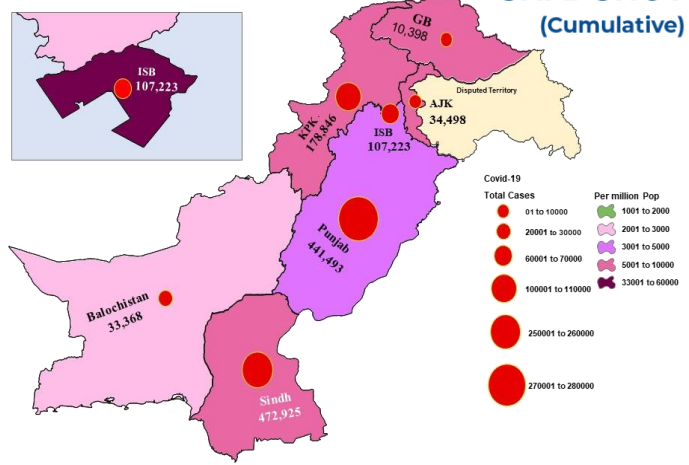 (Cumulative)
ISB
107,223
GB
10,398
Disputed Territory
AJK
34,498
KPK
178,846
ISB
107,223
Punjab
441,493
Balochistan
33,368
Sindh
472,925
Covid-19
Total Cases
01 to 10000
20001 to 30000
60001 to 70000
100001 to 110000
250001 to 260000
270001 to 280000
Per million Pop
1001 to 2000
2001 to 3000
3001 to 5000
5001 to 10000
33001 to 60000